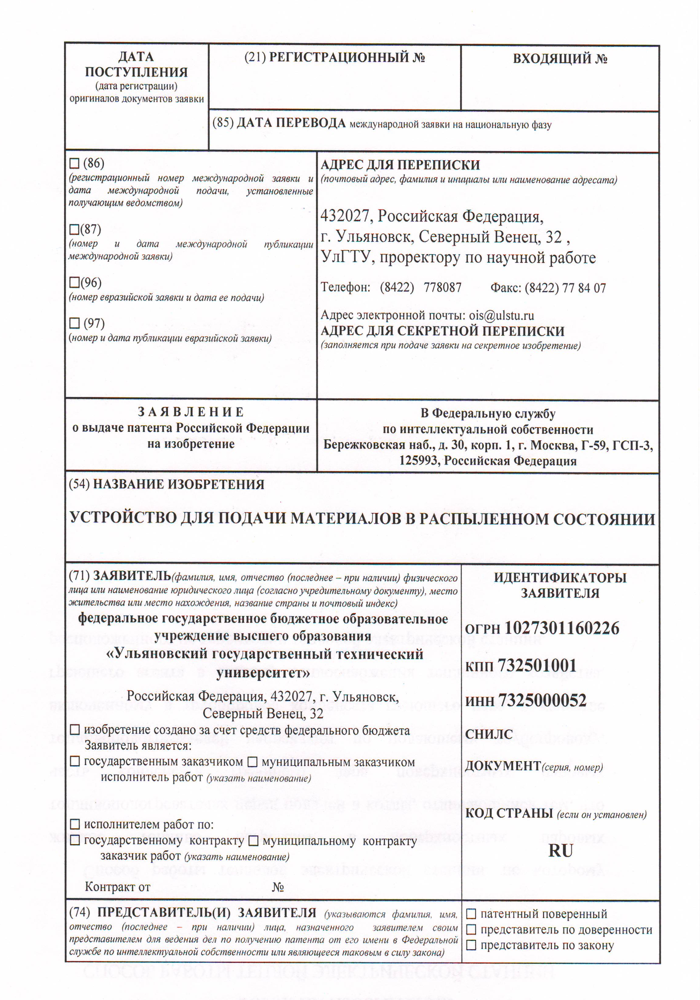 ДАТА
ПОСТУПЛЕНИЯ
(дата регистрации)
оригиналов документов заявки
(21) РЕГИСТРАЦИОННЫЙ №
ВХОДЯЩИЙ №
(85) ДАТА ПЕРЕВОДА международной заявки на национальную фазу
☐ (86)
(регистрационный номер международной заявки и
дата международной подачи, установленные
получающим ведомством)
☐(87)
(номер и дата международной публикации
международной заявки)
☐(96)
(номер евразийской заявки и дата ее подачи)
☐ (97)
(номер и дата публикации евразийской заявки)
АДРЕС ДЛЯ ПЕРЕПИСКИ
(почтовый адрес, фамилия и инициалы или наименование адресата)
432027, Российская Федерация,
г. Ульяновск, Северный Венец, 32 ,
УлГТУ, проректору по научной работе
Телефон: (8422) 778087 Факс: (8422) 77 84 07
Адрес электронной почты: ois@ulstu.ru
АДРЕС ДЛЯ СЕКРЕТНОЙ ПЕРЕПИСКИ
(заполняется при подаче заявки на секретное изобретение)
З А Я В Л Е Н И Е
о выдаче патента Российской Федерации
на изобретение
В Федеральную службу
по интеллектуальной собственности
Бережковская наб., д. 30, корп. 1, г. Москва, Г-59, ГСП-3,
125993, Российская Федерация
(54) НАЗВАНИЕ ИЗОБРЕТЕНИЯ
УСТРОЙСТВО ДЛЯ ПОДАЧИ МАТЕРИАЛОВ В РАСПЫЛЕННОМ СОСТОЯНИИ
(71) ЗАЯВИТЕЛЬ(фамилия, имя, отчество (последнее – при наличии) физического
лица или наименование юридического лица (согласно учредительному документу), место
жительства или место нахождения, название страны и почтовый индекс)
федеральное государственное бюджетное образовательное
учреждение высшего образования
«Ульяновский государственный технический
университет»
Российская Федерация, 432027, г. Ульяновск,
Северный Венец, 32
☐ изобретение создано за счет средств федерального бюджета
Заявитель является:
☐ государственным заказчиком ☐ муниципальным заказчиком
исполнитель работ (указать наименование)
☐ исполнителем работ по:
☐ государственному контракту ☐ муниципальному контракту
заказчик работ (указать наименование)
Контракт от №
ИДЕНТИФИКАТОРЫ
ЗАЯВИТЕЛЯ
ОГРН 1027301160226
КПП 732501001
ИНН 7325000052
СНИЛС
ДОКУМЕНТ(серия, номер)
КОД СТРАНЫ (если он установлен)
RU
(74) ПРЕДСТАВИТЕЛЬ(И) ЗАЯВИТЕЛЯ (указываются фамилия, имя,
отчество (последнее – при наличии) лица, назначенного заявителем своим
представителем для ведения дел по получению патента от его имени в Федеральной
службе по интеллектуальной собственности или являющееся таковым в силу закона)
☐ патентный поверенный
☐ представитель по доверенности
☐ представитель по закону